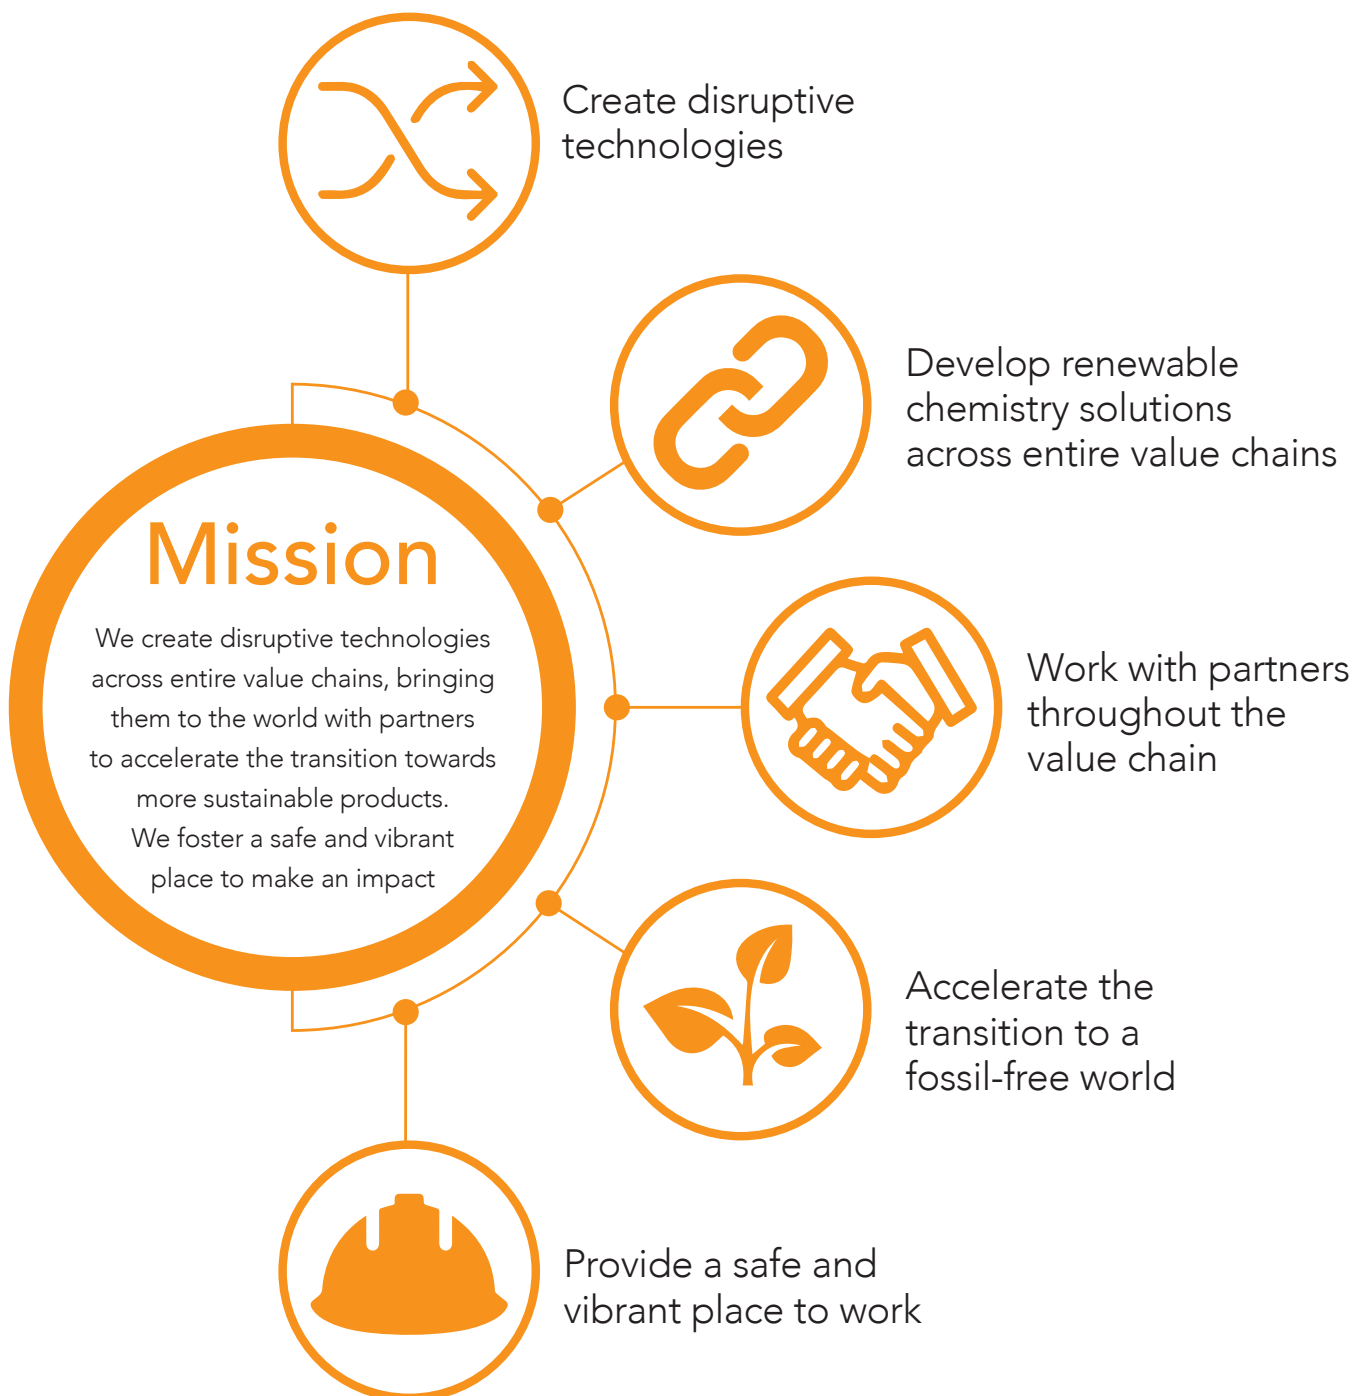 Create disruptive
technologies
Develop renewable
chemistry solutions
across entire value chains
Mission
We create disruptive technologies
across entire value chains, bringing
them to the world with partners
to accelerate the transition towards
more sustainable products.
We foster a safe and vibrant
place to make an impact
Work with partners
throughout the
value chain
Accelerate the
transition to a
fossil-free world
Provide a safe and
vibrant place to work